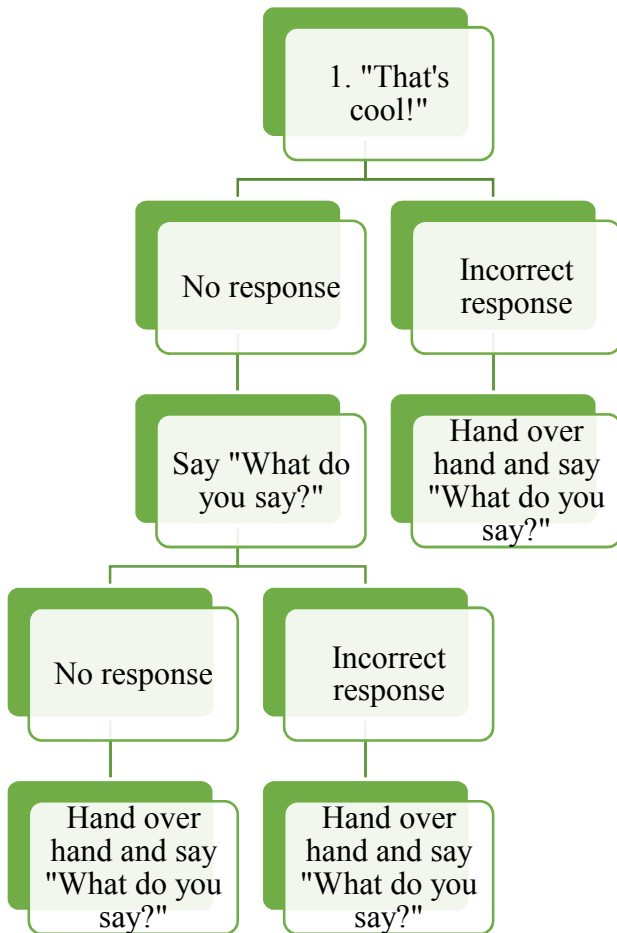 1. "That's
cool!"
No response
Incorrect
response
Say "What do
you say?"
Hand over
hand and say
"What do you
say?"
No response
Incorrect
response
Hand over
hand and say
"What do you
say?"
Hand over
hand and say
"What do you
say?"